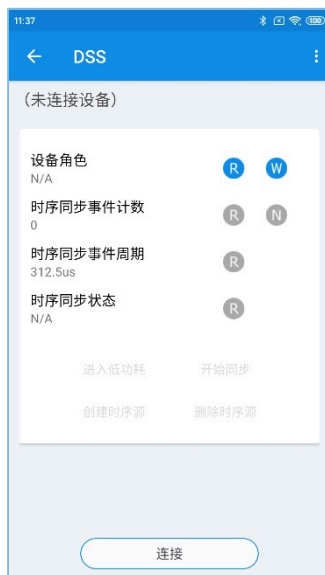 11:37
100
DSS
（未连接设备）
设备角色
R
W
N/A
时序同步事件计数
R
N
0
时序同步事件周期
R
312.5us
时序同步状态
R
N/A
进入低功耗
开始同步
创建时序源
删除时序源
连接